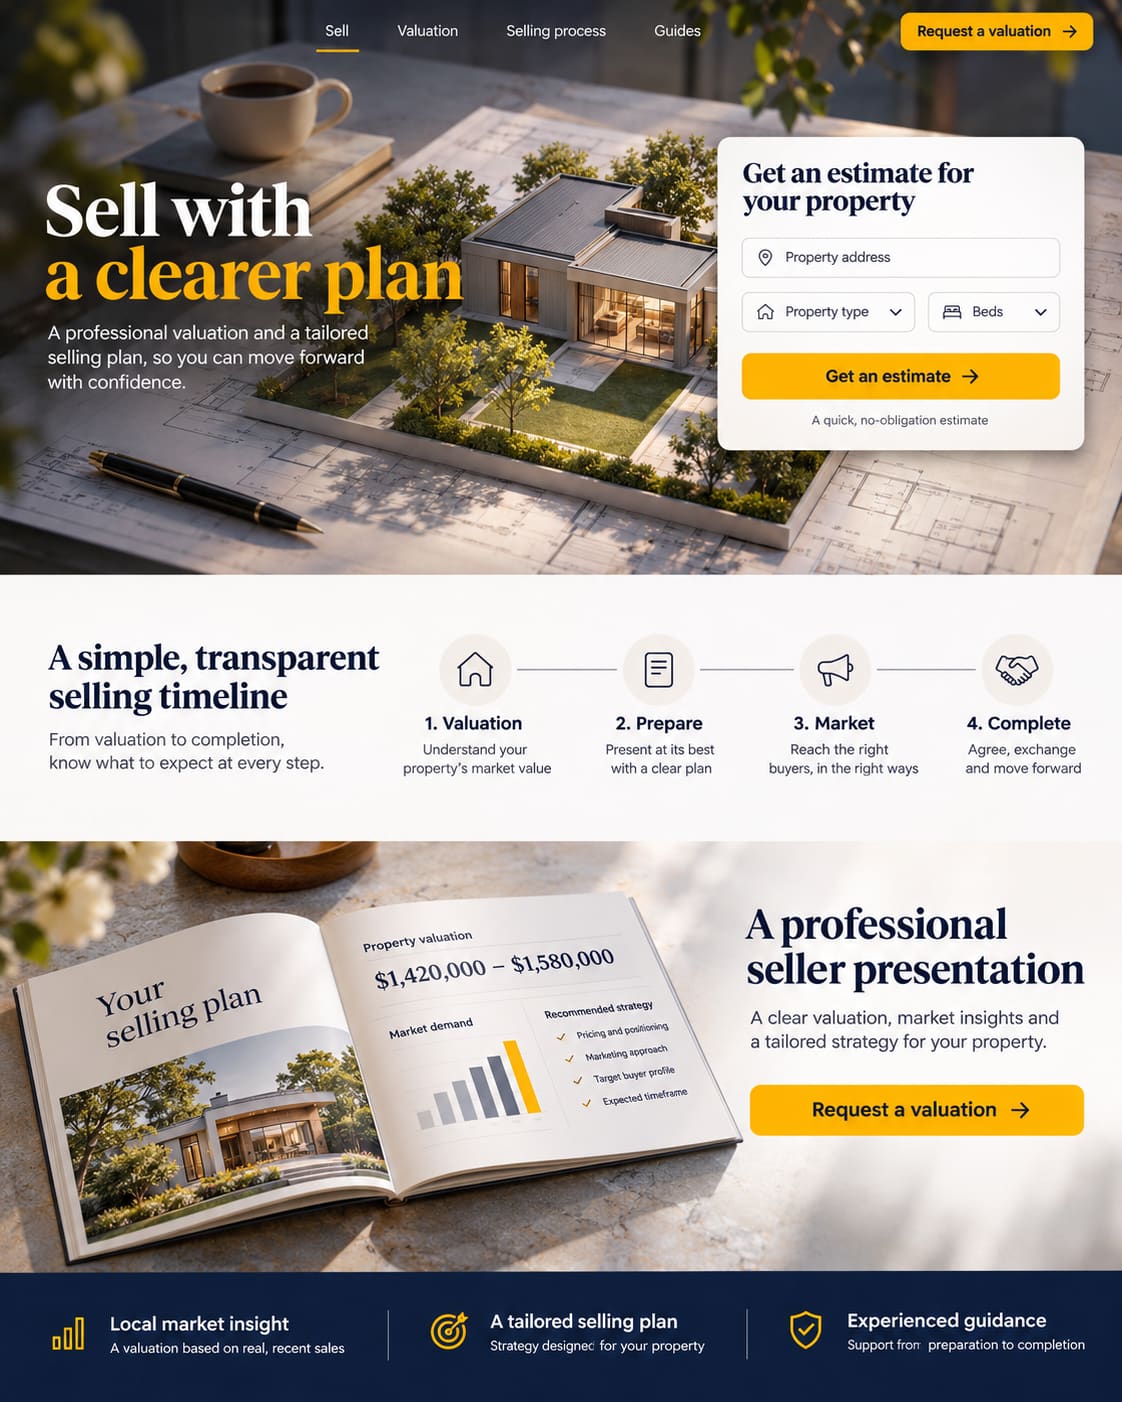 Sell
Valuation
Selling process
Guides
Request a valuation
Sell with
a clearer plan
A professional valuation and a tailored
selling plan, so you can move forward
with confidence.
Get an estimate for
your property
Property address
Property type
Beds
Get an estimate
A quick, no-obligation estimate
A simple, transparent
selling timeline
From valuation to completion,
know what to expect at every step.
1. Valuation
Understand your
property's market value
2. Prepare
Present at its best
with a clear plan
3. Market
Reach the right
buyers, in the right ways
4. Complete
Agree, exchange
and move forward
Your
selling plan
Property valuation
$1,420,000 – $1,580,000
Market demand
Recommended strategy
Pricing and positioning
Marketing approach
Target buyer profile
Expected timeframe
A professional
seller presentation
A clear valuation, market insights and
a tailored strategy for your property.
Request a valuation
Local market insight
A valuation based on real, recent sales
A tailored selling plan
Strategy designed for your property
Experienced guidance
Support from preparation to completion